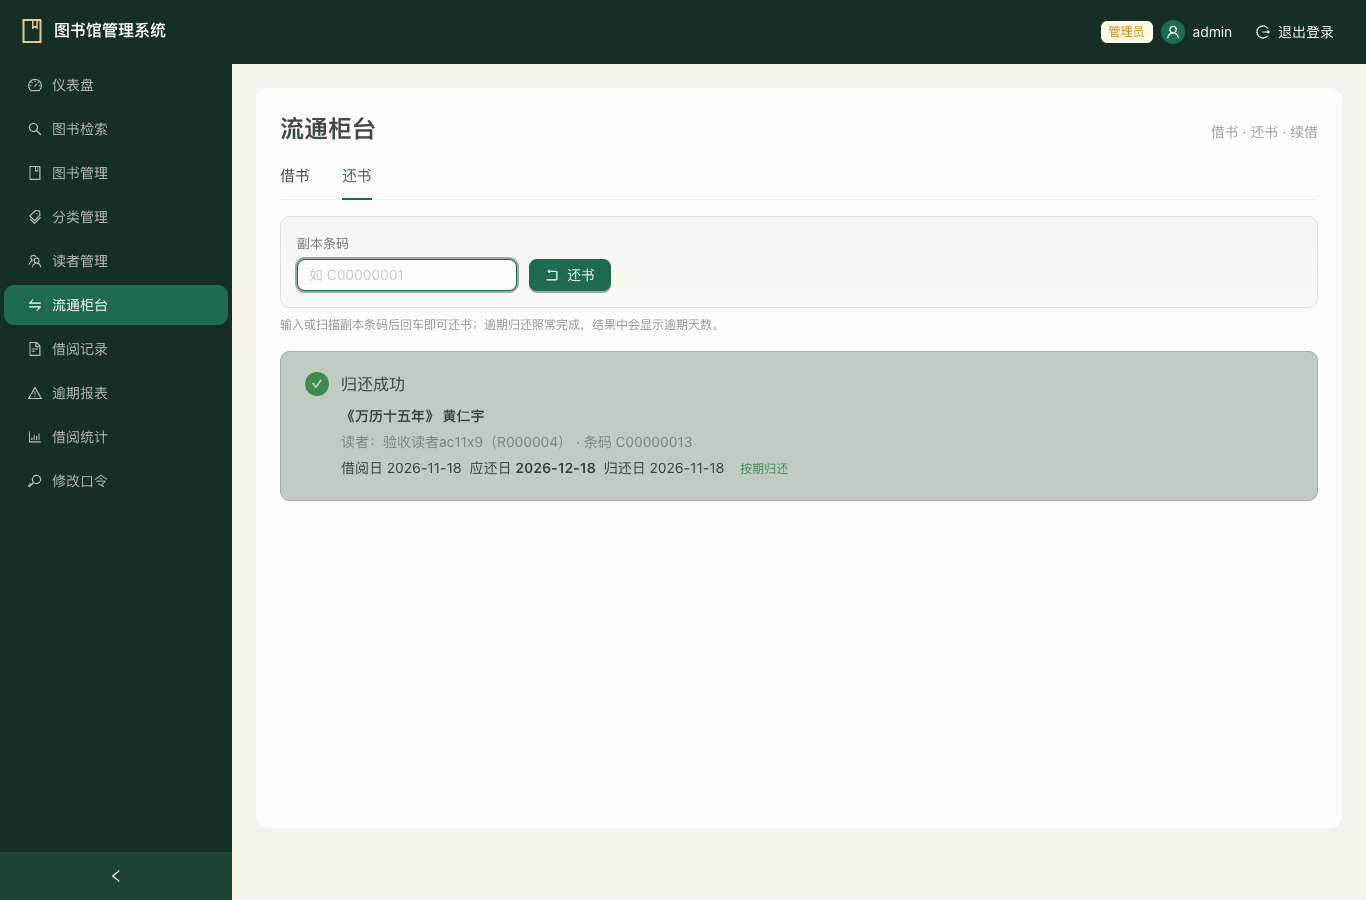 图书馆管理系统
管理员 admin 退出登录
仪表盘
图书检索
图书管理
分类管理
读者管理
流通柜台
借阅记录
逾期报表
借阅统计
修改口令
流通柜台
借书 · 还书 · 续借
借书 还书
副本条码
如 C00000001
还书
输入或扫描副本条码后回车即可还书；逾期归还照常完成，结果中会显示逾期天数。
归还成功
《万历十五年》 黄仁宇
读者：验收读者ac11x9（R000004） · 条码 C00000013
借阅日 2026-11-18 应还日 2026-12-18 归还日 2026-11-18 按期归还